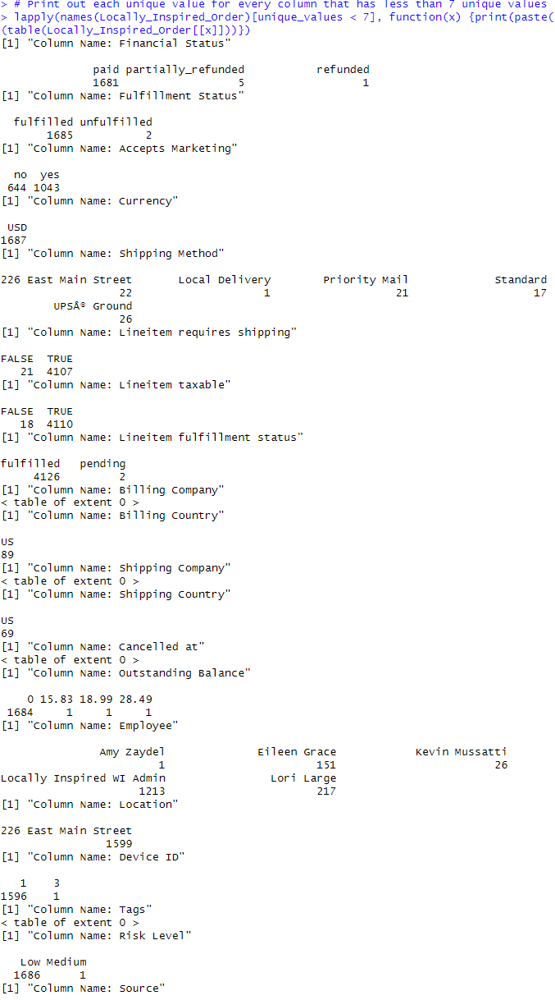 > # Print out each unique value for every column that has less than 7 unique values
> lapply(names(Locally_Inspired_Order)[unique_values < 7], function(x) {print(paste(
(table(Locally_Inspired_Order[[x]]))})
[1] "Column Name: Financial Status"
paid partially_refunded refunded
1681 5 1
[1] "Column Name: Fulfillment Status"
fulfilled unfulfilled
1685 2
[1] "Column Name: Accepts Marketing"
no yes
644 1043
[1] "Column Name: Currency"
USD
1687
[1] "Column Name: Shipping Method"
226 East Main Street Local Delivery Priority Mail Standard
22 1 21 17
UPSÂ® Ground
26
[1] "Column Name: Lineitem requires shipping"
FALSE TRUE
21 4107
[1] "Column Name: Lineitem taxable"
FALSE TRUE
18 4110
[1] "Column Name: Lineitem fulfillment status"
fulfilled pending
4126 2
[1] "Column Name: Billing Company"
< table of extent 0 >
[1] "Column Name: Billing Country"
US
89
[1] "Column Name: Shipping Company"
< table of extent 0 >
[1] "Column Name: Shipping Country"
US
69
[1] "Column Name: Cancelled at"
< table of extent 0 >
[1] "Column Name: Outstanding Balance"
0 15.83 18.99 28.49
1684 1 1 1
[1] "Column Name: Employee"
Amy Zaydel Eileen Grace Kevin Mussatti
1 151 26
Locally Inspired WI Admin Lori Large
1213 217
[1] "Column Name: Location"
226 East Main Street
1599
[1] "Column Name: Device ID"
1 3
1596 1
[1] "Column Name: Tags"
< table of extent 0 >
[1] "Column Name: Risk Level"
Low Medium
1686 1
[1] "Column Name: Source"